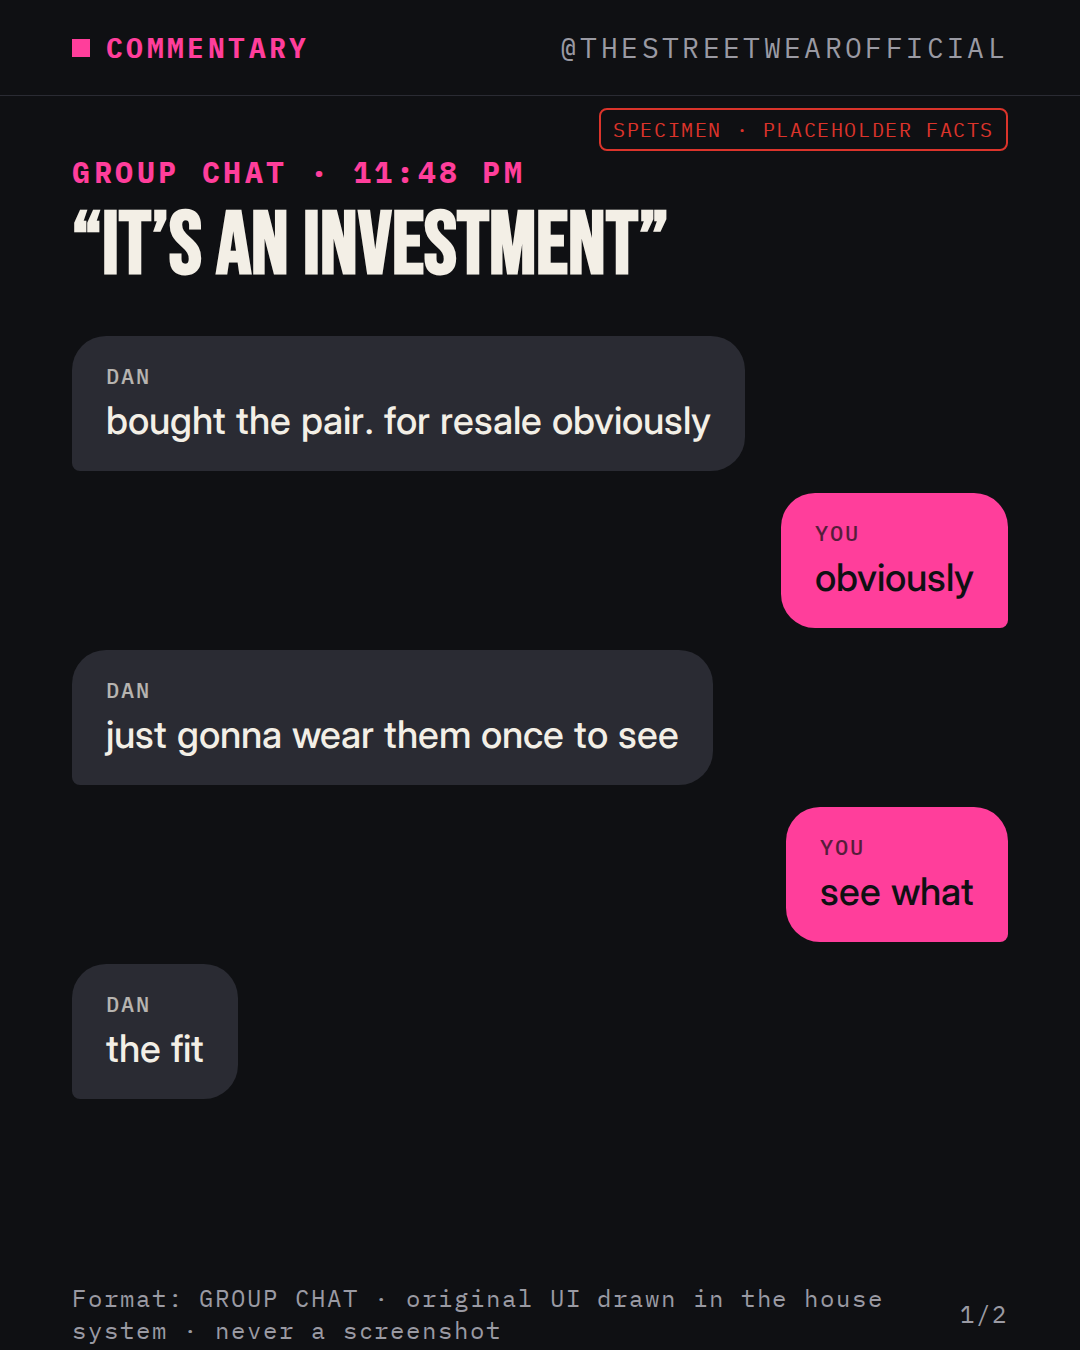 COMMENTARY
@THESTREETWEAROFFICIAL
SPECIMEN · PLACEHOLDER FACTS
GROUP CHAT · 11:48 PM
“IT’S AN INVESTMENT”
DAN
bought the pair. for resale obviously
YOU
obviously
DAN
just gonna wear them once to see
YOU
see what
DAN
the fit
Format: GROUP CHAT · original UI drawn in the house
system · never a screenshot
1/2